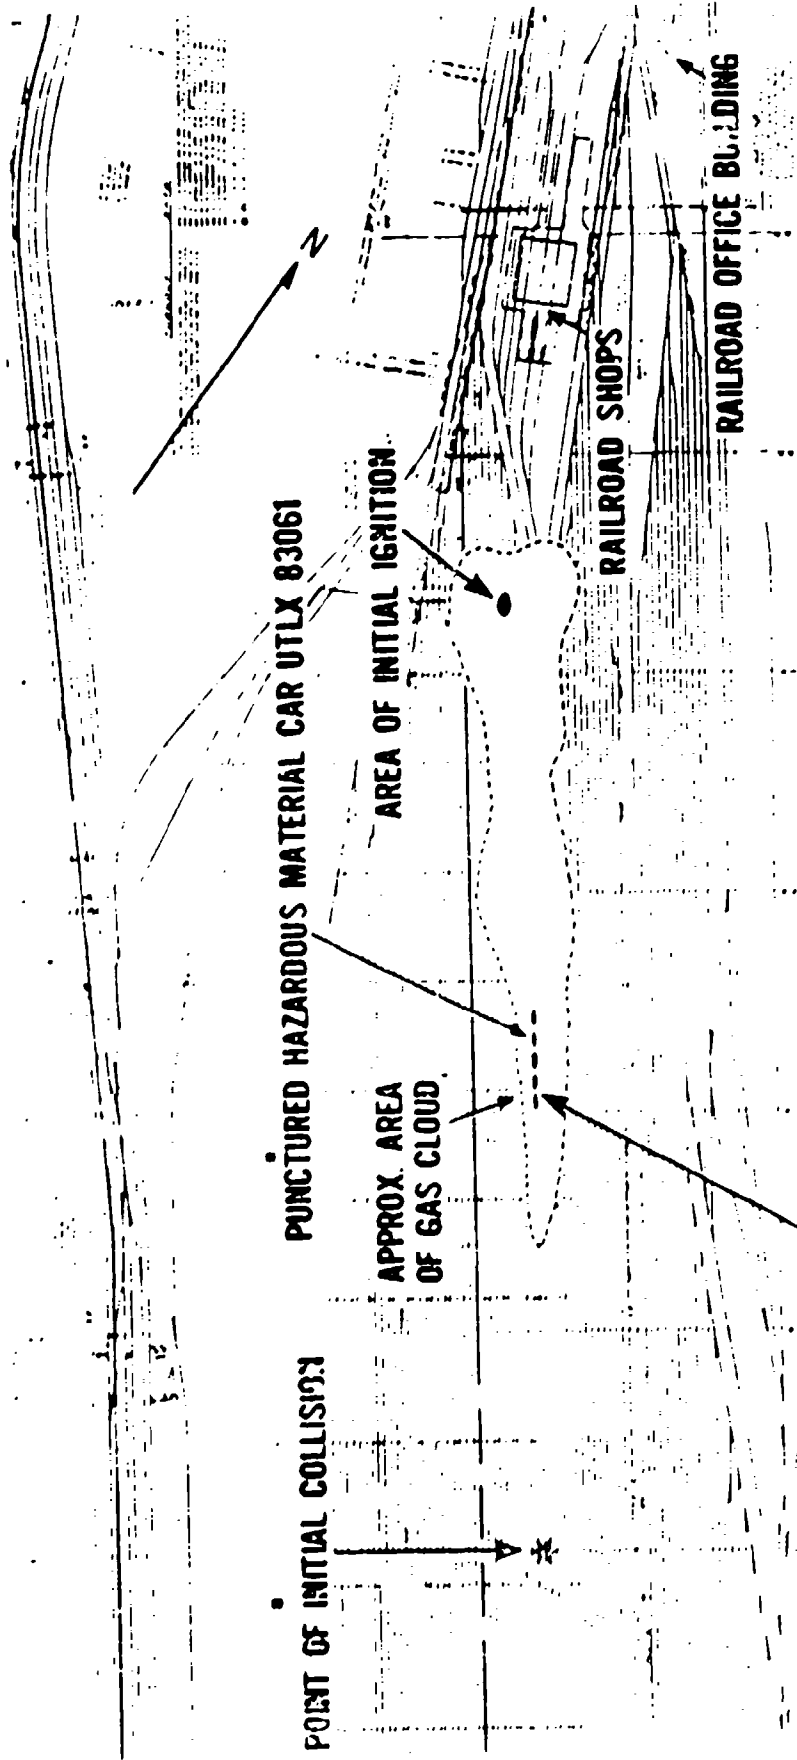 POINT OF INITIAL COLLISION
PUNCTURED HAZARDOUS MATERIAL CAR UTLX 83061
APPROX. AREA
OF GAS CLOUD
AREA OF INITIAL IGNITION
N
RAILROAD SHOPS
RAILROAD OFFICE BUILDING